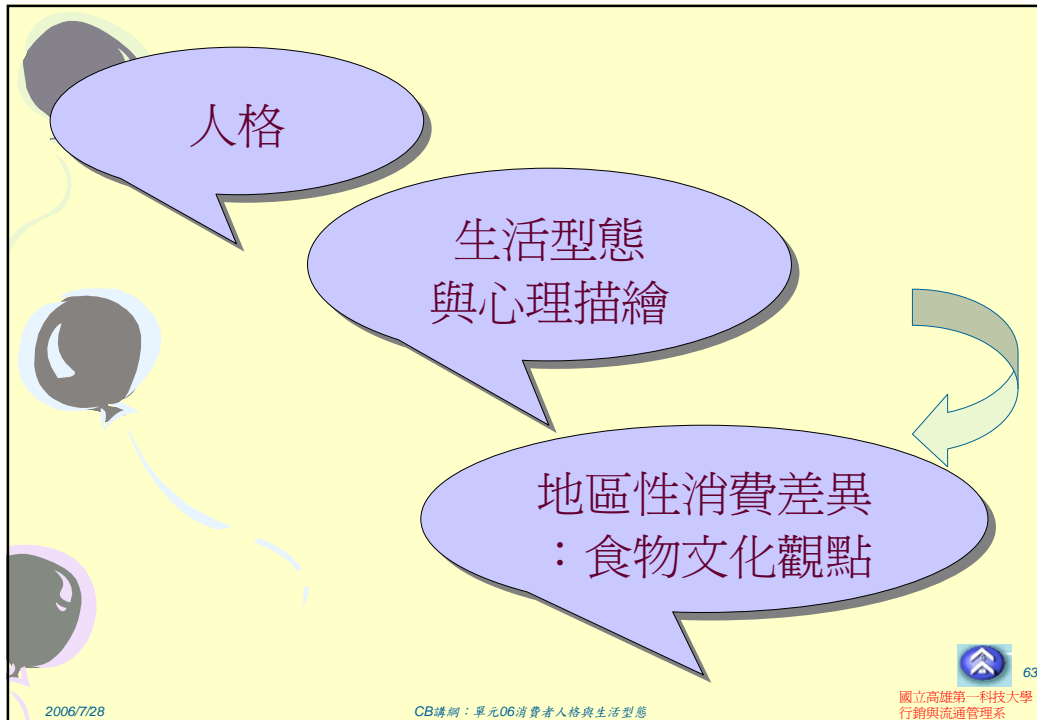 人格
生活型態
與心理描繪
地區性消費差異
：食物文化觀點
63
2006/7/28
CB講綱：單元06消費者人格與生活型態
國立高雄第一科技大學
行銷與流通管理系